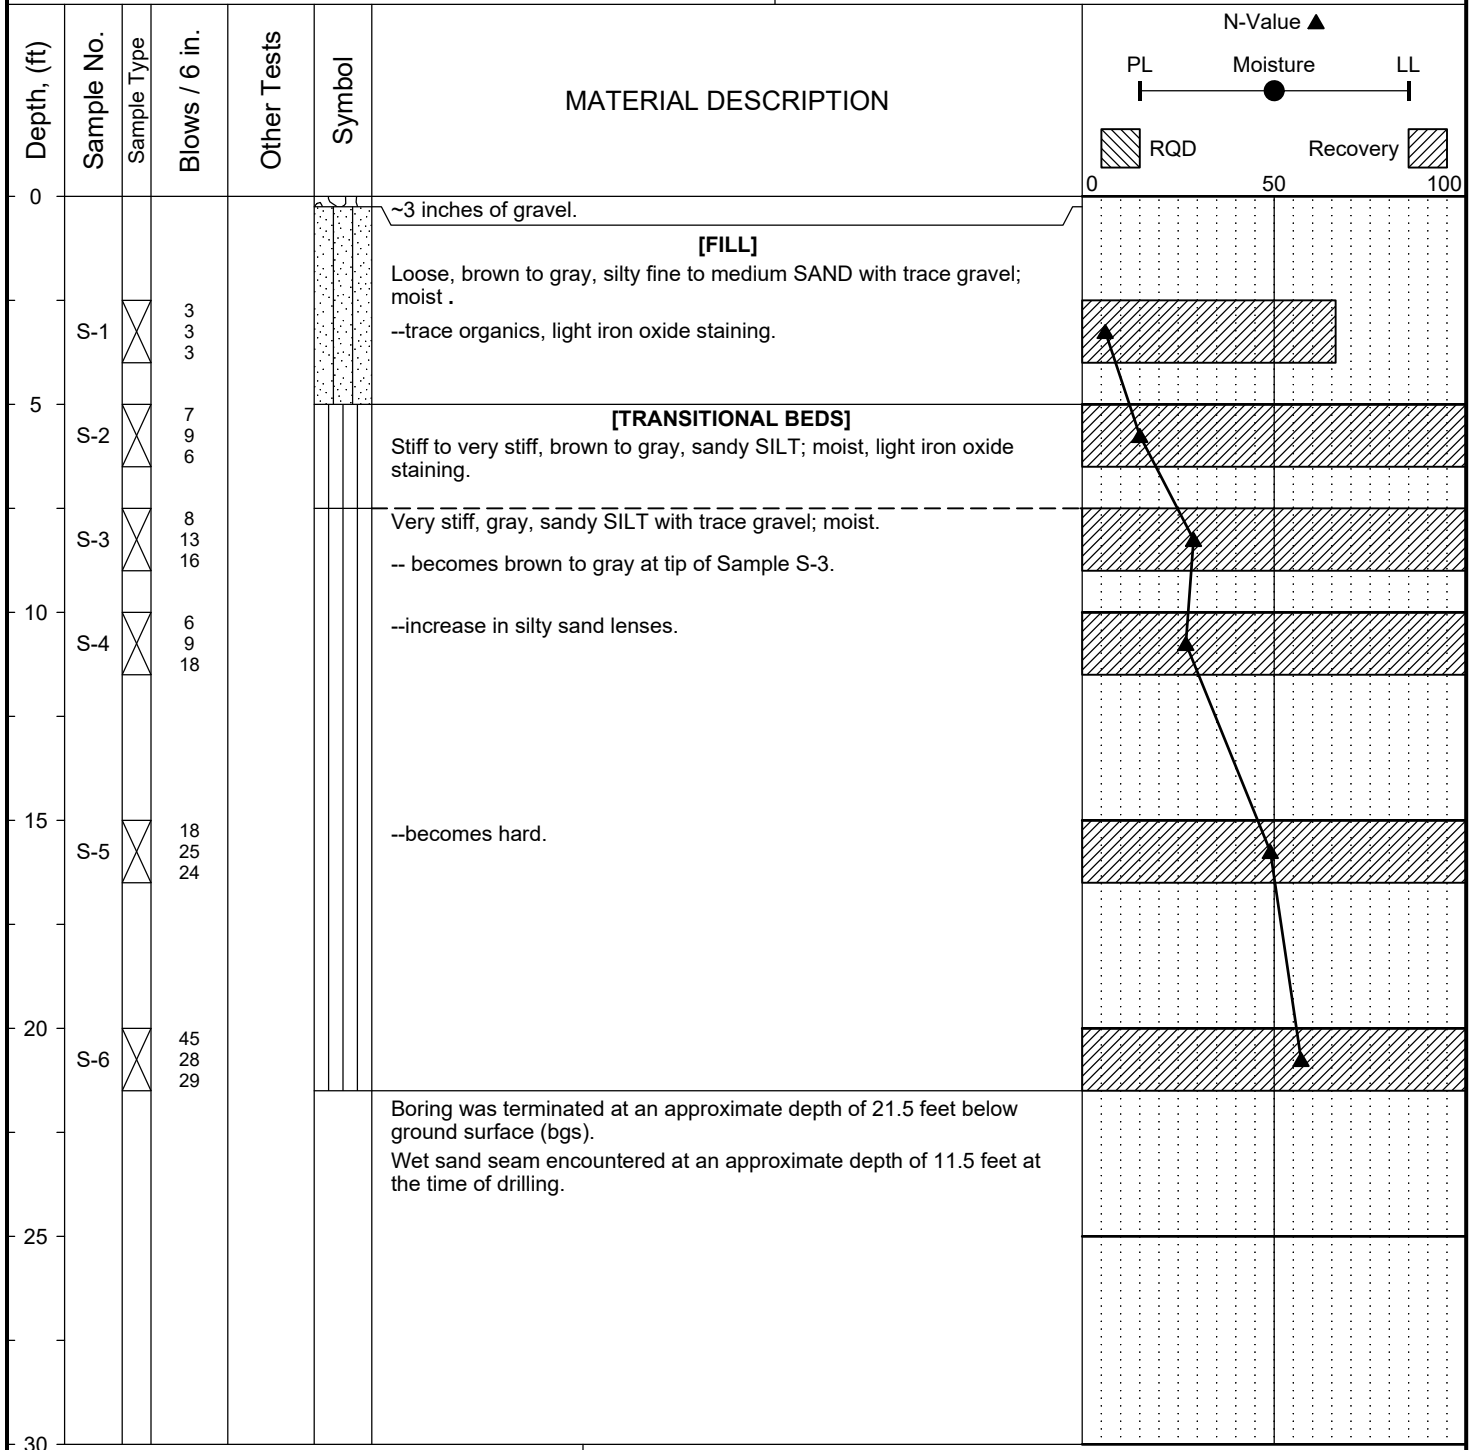 Depth, (ft)
Sample No.
Sample Type
Blows / 6 in.
Other Tests
Symbol
MATERIAL DESCRIPTION
N-Value ▲
PL Moisture LL
RQD Recovery
0 50 100
0
~3 inches of gravel.
[FILL]
Loose, brown to gray, silty fine to medium SAND with trace gravel;
moist .
S-1
3
3
3
--trace organics, light iron oxide staining.
5
[TRANSITIONAL BEDS]
S-2
7
9
6
Stiff to very stiff, brown to gray, sandy SILT; moist, light iron oxide
staining.
S-3
8
13
16
Very stiff, gray, sandy SILT with trace gravel; moist.
-- becomes brown to gray at tip of Sample S-3.
10
S-4
6
9
18
--increase in silty sand lenses.
15
S-5
18
25
24
--becomes hard.
20
S-6
45
28
29
Boring was terminated at an approximate depth of 21.5 feet below
ground surface (bgs).
Wet sand seam encountered at an approximate depth of 11.5 feet at
the time of drilling.
25
30